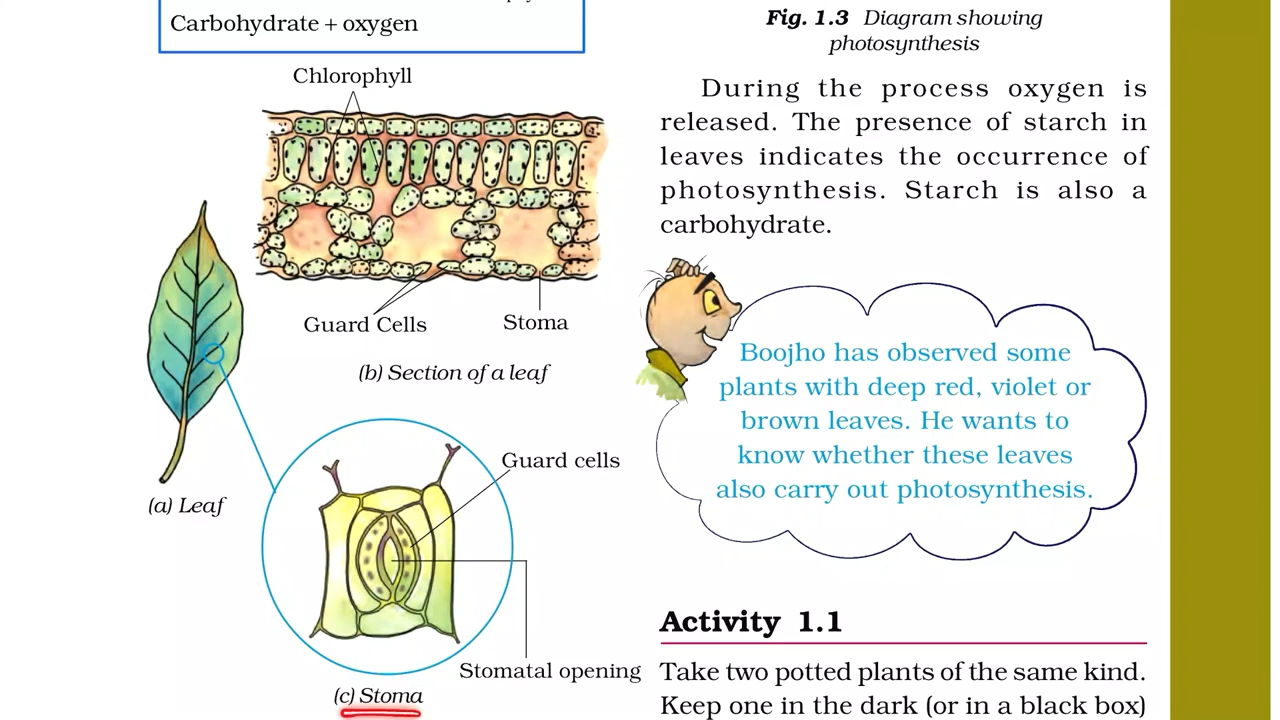 Carbohydrate + oxygen
Chlorophyll
Guard Cells
Stoma
(b) Section of a leaf
(a) Leaf
Guard cells
Stomatal opening
(c) Stoma
Fig. 1.3 Diagram showing
photosynthesis
During the process oxygen is
released. The presence of starch in
leaves indicates the occurrence of
photosynthesis. Starch is also a
carbohydrate.
Boojho has observed some
plants with deep red, violet or
brown leaves. He wants to
know whether these leaves
also carry out photosynthesis.
Activity 1.1
Take two potted plants of the same kind.
Keep one in the dark (or in a black box)